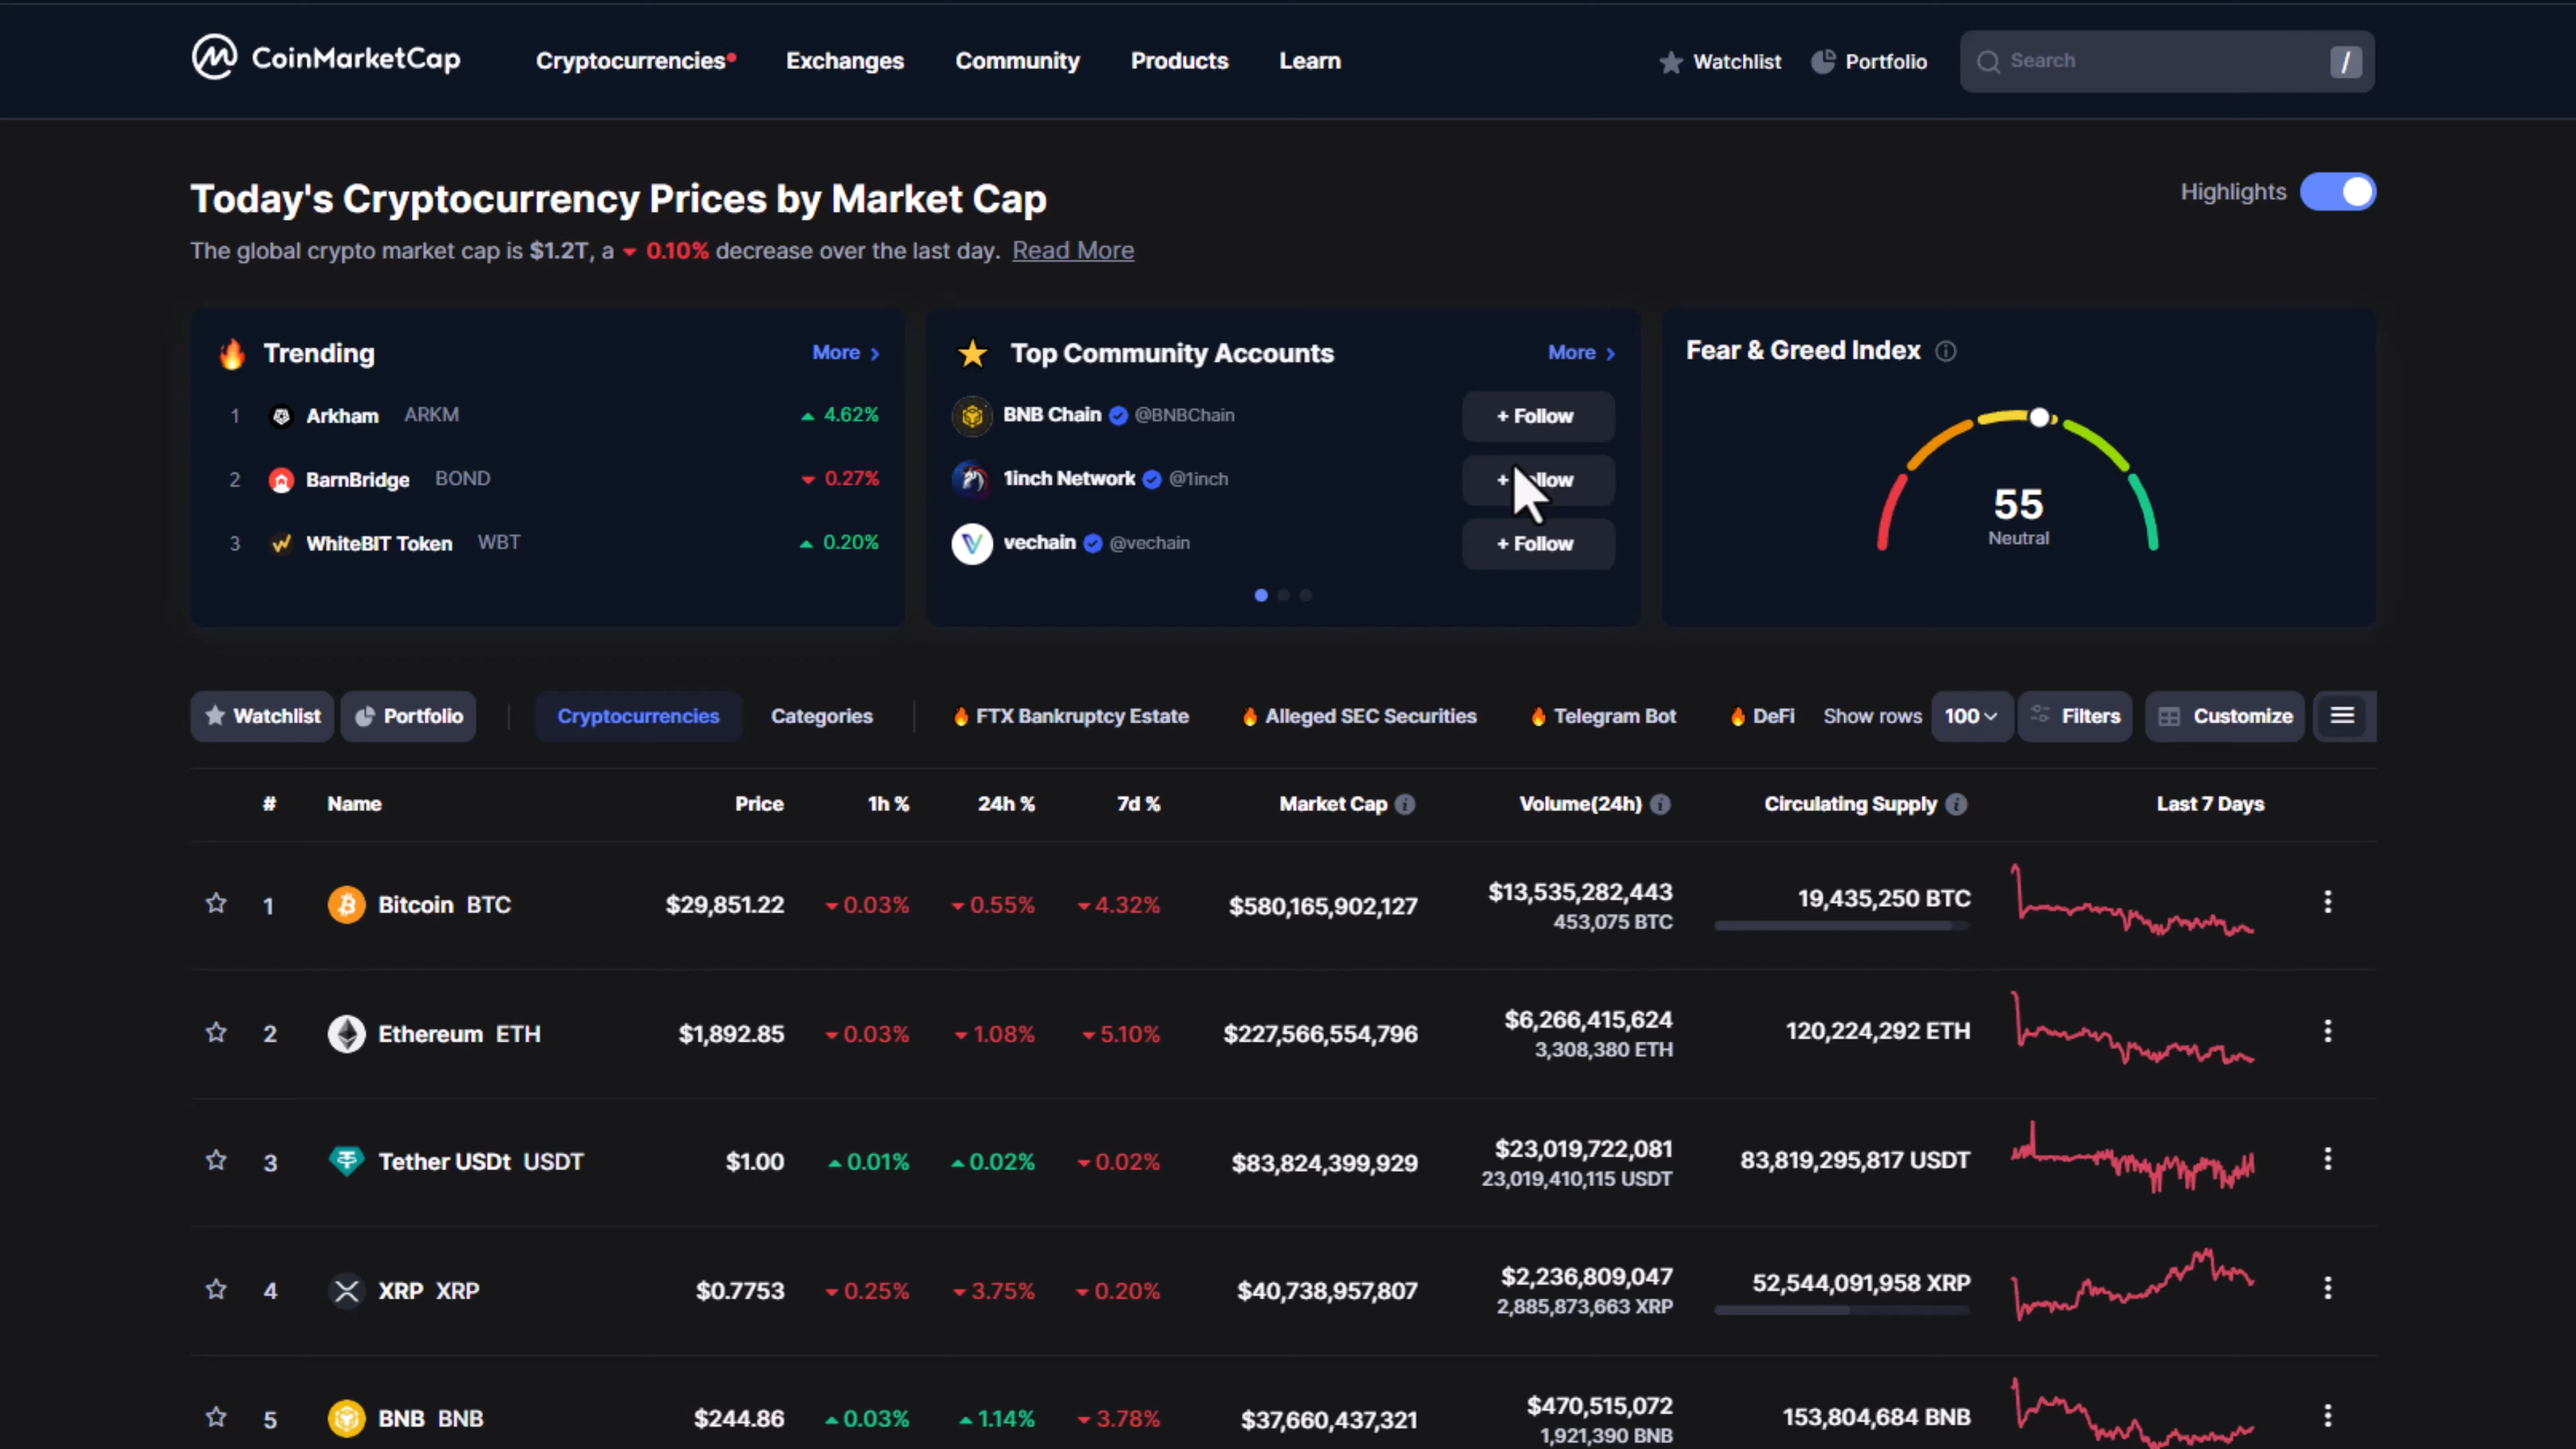 CoinMarketCap Cryptocurrencies Exchanges Community Products Learn Watchlist Portfolio Search /
Today's Cryptocurrency Prices by Market Cap
Highlights
The global crypto market cap is $1.2T, a 0.10% decrease over the last day. Read More
Trending More
1 Arkham ARKM 4.62%
2 BarnBridge BOND 0.27%
3 WhiteBIT Token WBT 0.20%
Top Community Accounts More
BNB Chain @BNBChain + Follow
1inch Network @1inch +
vechain @vechain + Follow
Fear & Greed Index
55
Neutral
Watchlist Portfolio Cryptocurrencies Categories FTX Bankruptcy Estate Alleged SEC Securities Telegram Bot DeFi Show rows 100 Filters Customize
# Name Price 1h % 24h % 7d % Market Cap Volume(24h) Circulating Supply Last 7 Days
1 Bitcoin BTC $29,851.22 0.03% 0.55% 4.32% $580,165,902,127 $13,535,282,443 19,435,250 BTC
453,075 BTC
2 Ethereum ETH $1,892.85 0.03% 1.08% 5.10% $227,566,554,796 $6,266,415,624 120,224,292 ETH
3,308,380 ETH
3 Tether USDt USDT $1.00 0.01% 0.02% 0.02% $83,824,399,929 $23,019,722,081 83,819,295,817 USDT
23,019,410,115 USDT
4 XRP XRP $0.7753 0.25% 3.75% 0.20% $40,738,957,807 $2,236,809,047 52,544,091,958 XRP
2,885,873,663 XRP
5 BNB BNB $244.86 0.03% 1.14% 3.78% $37,660,437,321 $470,515,072 153,804,684 BNB
1,921,390 BNB